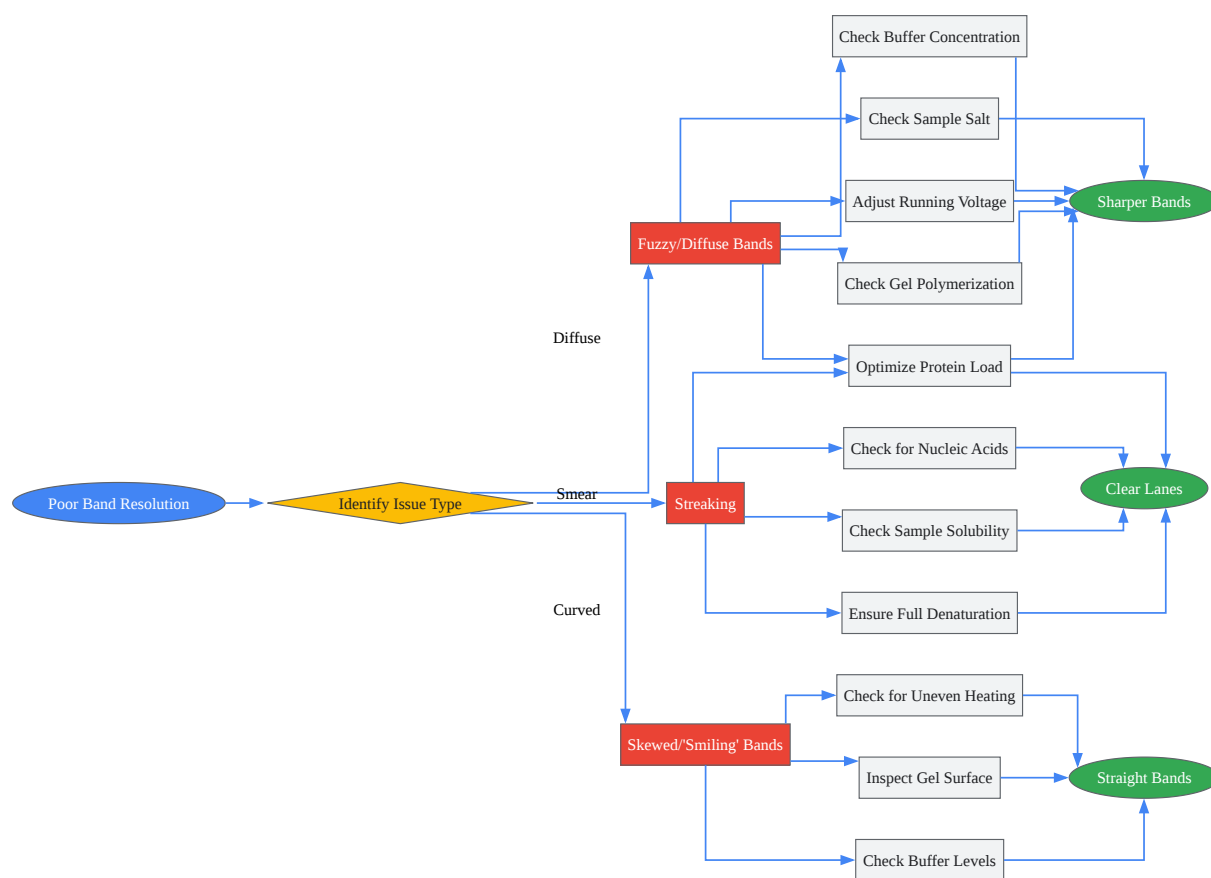 Poor Band Resolution
Identify Issue Type
Diffuse
Smear
Curved
Fuzzy/Diffuse Bands
Streaking
Skewed/'Smiling' Bands
Check Buffer Concentration
Check Sample Salt
Adjust Running Voltage
Check Gel Polymerization
Optimize Protein Load
Check for Nucleic Acids
Check Sample Solubility
Ensure Full Denaturation
Check for Uneven Heating
Inspect Gel Surface
Check Buffer Levels
Sharper Bands
Clear Lanes
Straight Bands